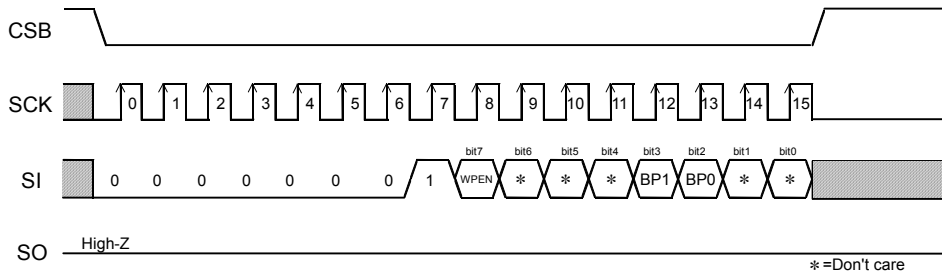 CSB
SCK 0 1 2 3 4 5 6 7 8 9 10 11 12 13 14 15
bit7 bit6 bit5 bit4 bit3 bit2 bit1 bit0
SI 0 0 0 0 0 0 0 1 WPEN * * * BP1 BP0 * *
SO High-Z
*=Don't care